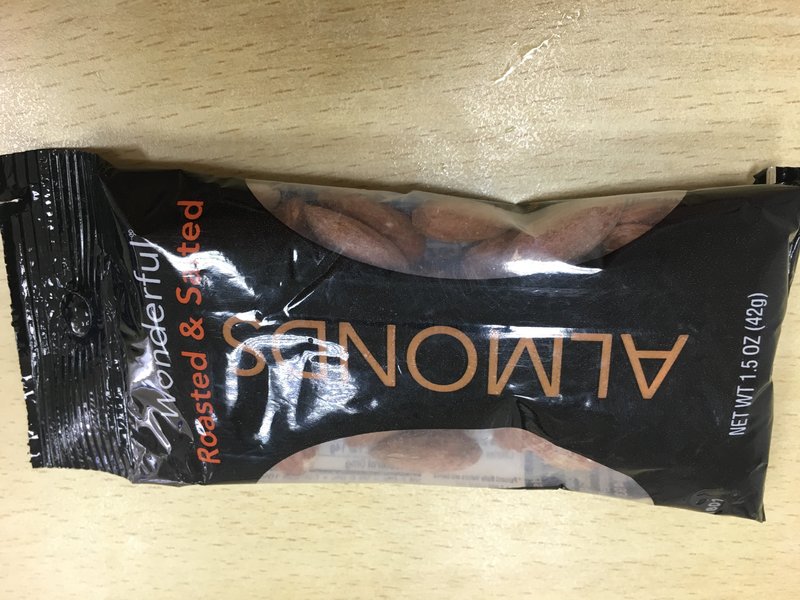 Wonderful
Roasted & Salted
ALMONDS
NET WT 1.5 OZ (42g)